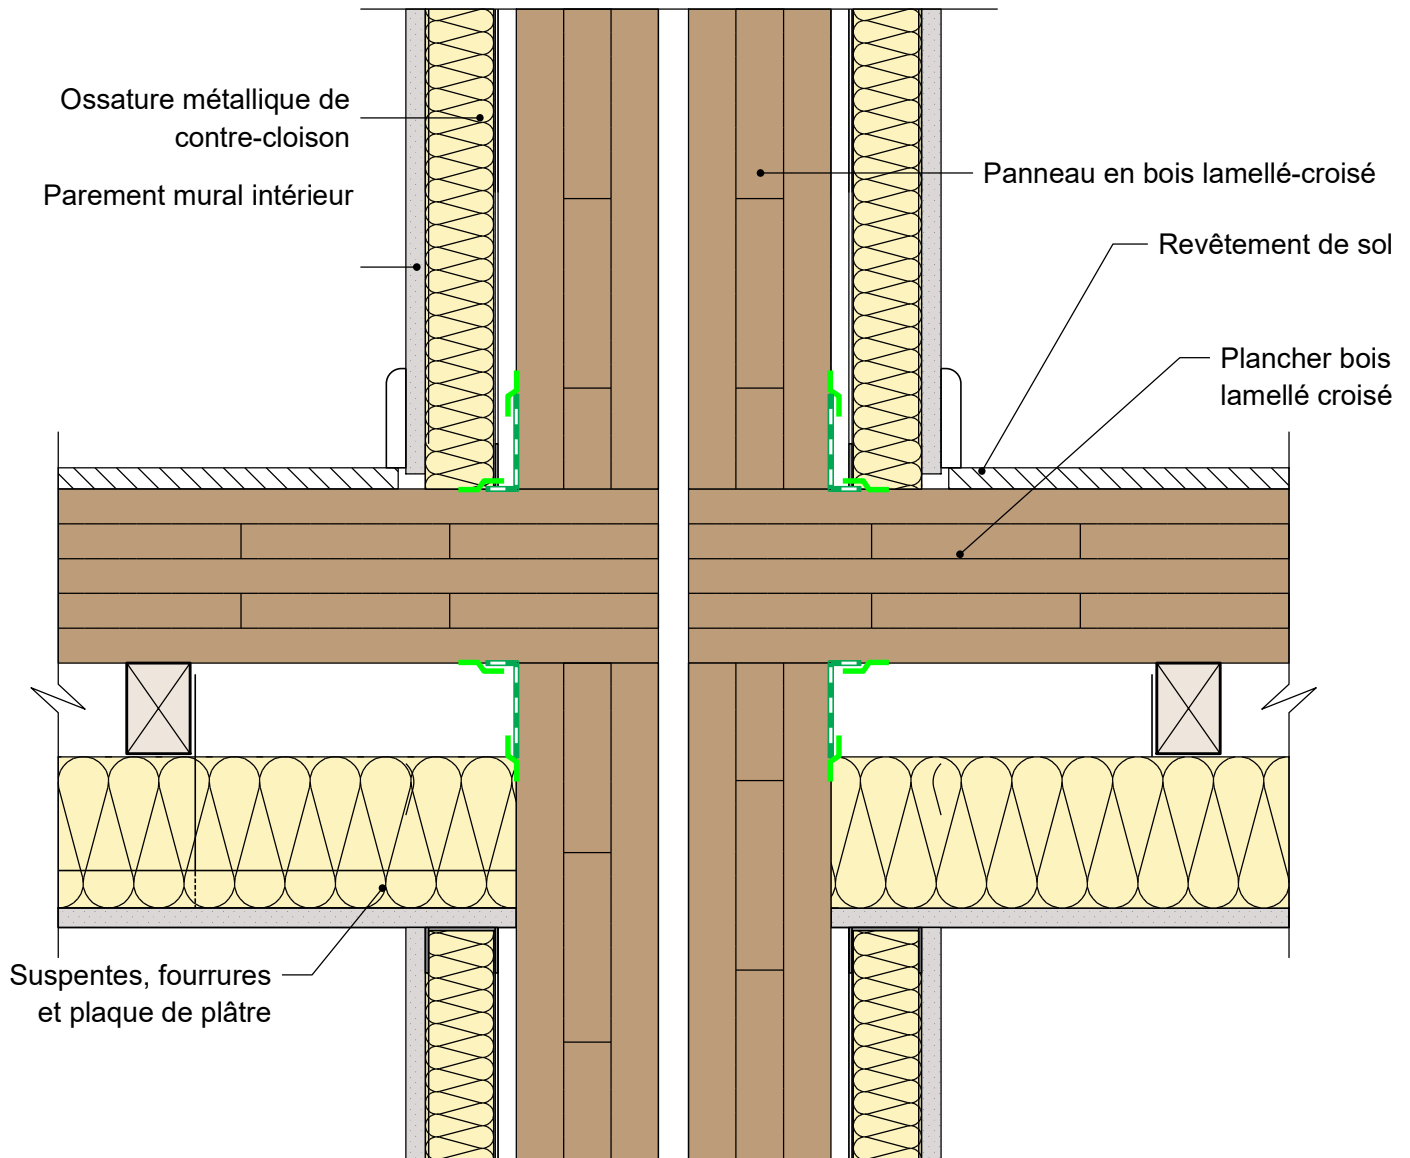 Ossature métallique de
contre-cloison
Parement mural intérieur
Panneau en bois lamellé-croisé
Revêtement de sol
Plancher bois
lamellé croisé
Suspentes, fourrures
et plaque de plâtre